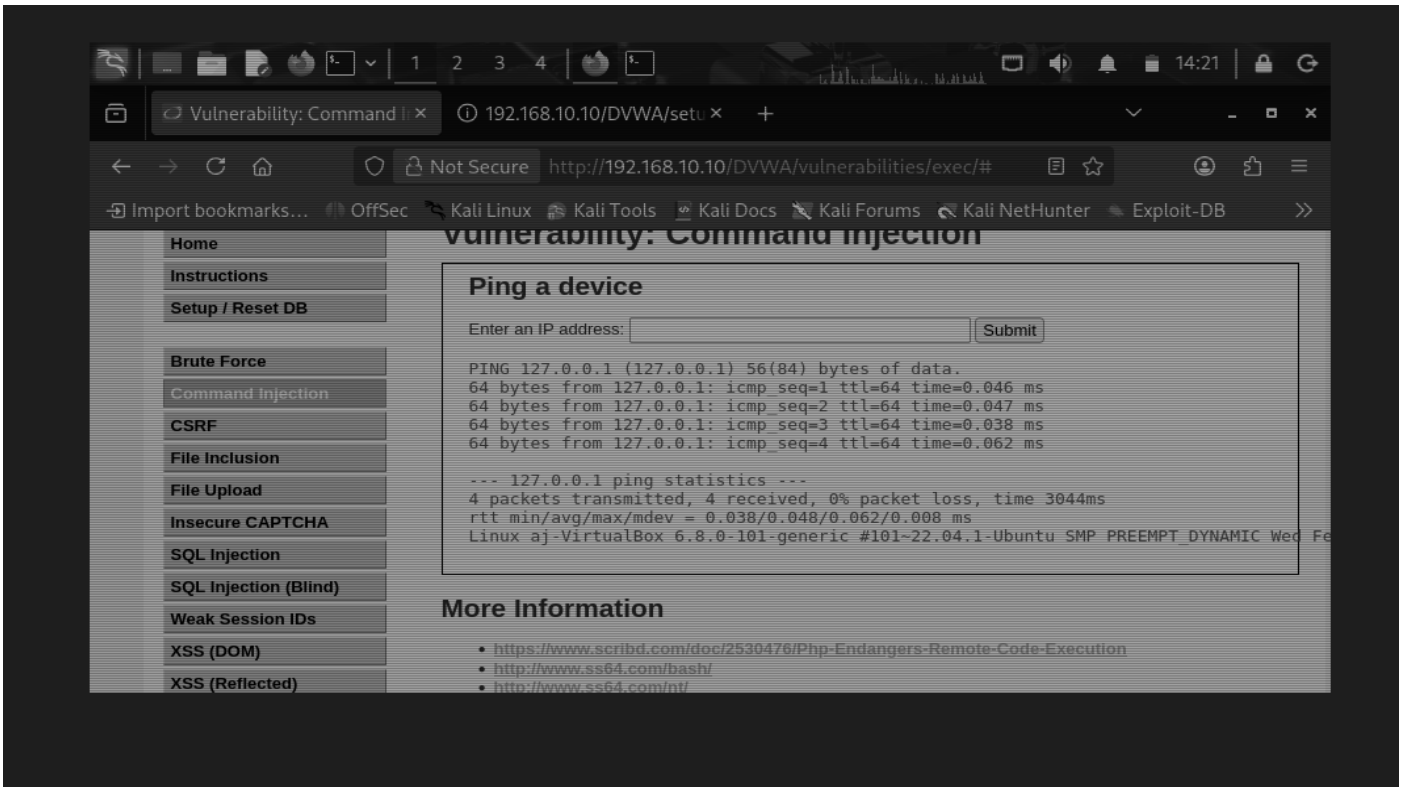 1 2 3 4 14:21
Vulnerability: Command I
192.168.10.10/DVWA/setu
Not Secure http://192.168.10.10/DVWA/vulnerabilities/exec/#
Import bookmarks... OffSec Kali Linux Kali Tools Kali Docs Kali Forums Kali NetHunter Exploit-DB
Vulnerability: Command Injection
Home
Instructions
Setup / Reset DB
Brute Force
Command Injection
CSRF
File Inclusion
File Upload
Insecure CAPTCHA
SQL Injection
SQL Injection (Blind)
Weak Session IDs
XSS (DOM)
XSS (Reflected)
Ping a device
Enter an IP address: Submit
PING 127.0.0.1 (127.0.0.1) 56(84) bytes of data.
64 bytes from 127.0.0.1: icmp_seq=1 ttl=64 time=0.046 ms
64 bytes from 127.0.0.1: icmp_seq=2 ttl=64 time=0.047 ms
64 bytes from 127.0.0.1: icmp_seq=3 ttl=64 time=0.038 ms
64 bytes from 127.0.0.1: icmp_seq=4 ttl=64 time=0.062 ms
--- 127.0.0.1 ping statistics ---
4 packets transmitted, 4 received, 0% packet loss, time 3044ms
rtt min/avg/max/mdev = 0.038/0.048/0.062/0.008 ms
Linux aj-VirtualBox 6.8.0-101-generic #101~22.04.1-Ubuntu SMP PREEMPT_DYNAMIC Wed Fe
More Information
https://www.scribd.com/doc/2530476/Php-Endangers-Remote-Code-Execution
http://www.ss64.com/bash/
http://www.ss64.com/nt/